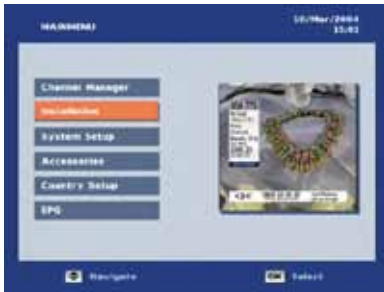 MAINMENU
10/Mar/2004
15:01
Channel Manager
Installation
System Setup
Accessories
Country Setup
EPG
Navigate
OK Select